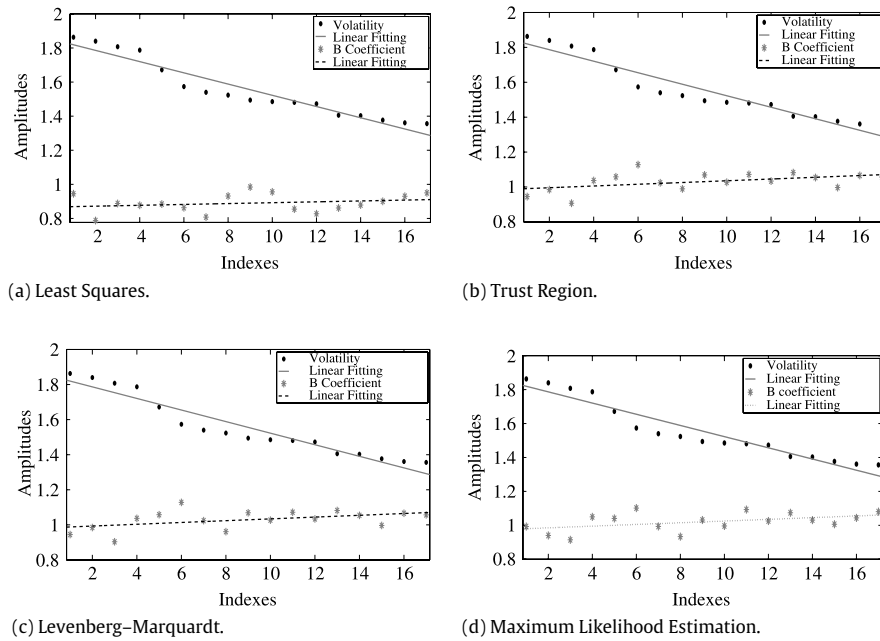 2
1.8
1.6
1.4
1.2
1
0.8
Amplitudes
Volatility
Linear Fitting
B Coefficient
Linear Fitting
2 4 6 8 10 12 14 16
Indexes
(a) Least Squares.
2
1.8
1.6
1.4
1.2
1
0.8
Amplitudes
Volatility
Linear Fitting
B Coefficient
Linear Fitting
2 4 6 8 10 12 14 16
Indexes
(b) Trust Region.
2
1.8
1.6
1.4
1.2
1
0.8
Amplitudes
Volatility
Linear Fitting
B Coefficient
Linear Fitting
2 4 6 8 10 12 14 16
Indexes
(c) Levenberg–Marquardt.
2
1.8
1.6
1.4
1.2
1
0.8
Amplitudes
Volatility
Linear Fitting
B coefficient
Linear Fitting
2 4 6 8 10 12 14 16
Indexes
(d) Maximum Likelihood Estimation.